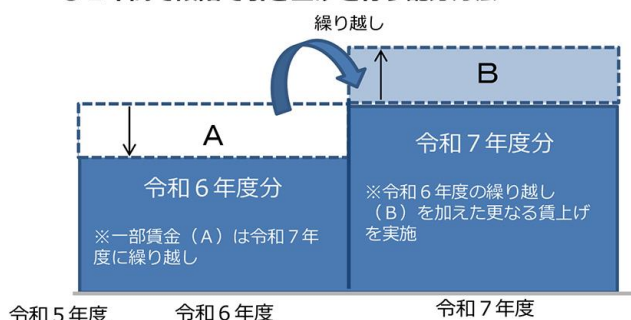 繰り越し
B
A
令和7年度分
令和6年度分
※令和6年度の繰り越し
（B）を加えた更なる賃上げ
を実施
※一部賃金（A）は令和7年
度に繰り越し
令和5年度
令和6年度
令和7年度